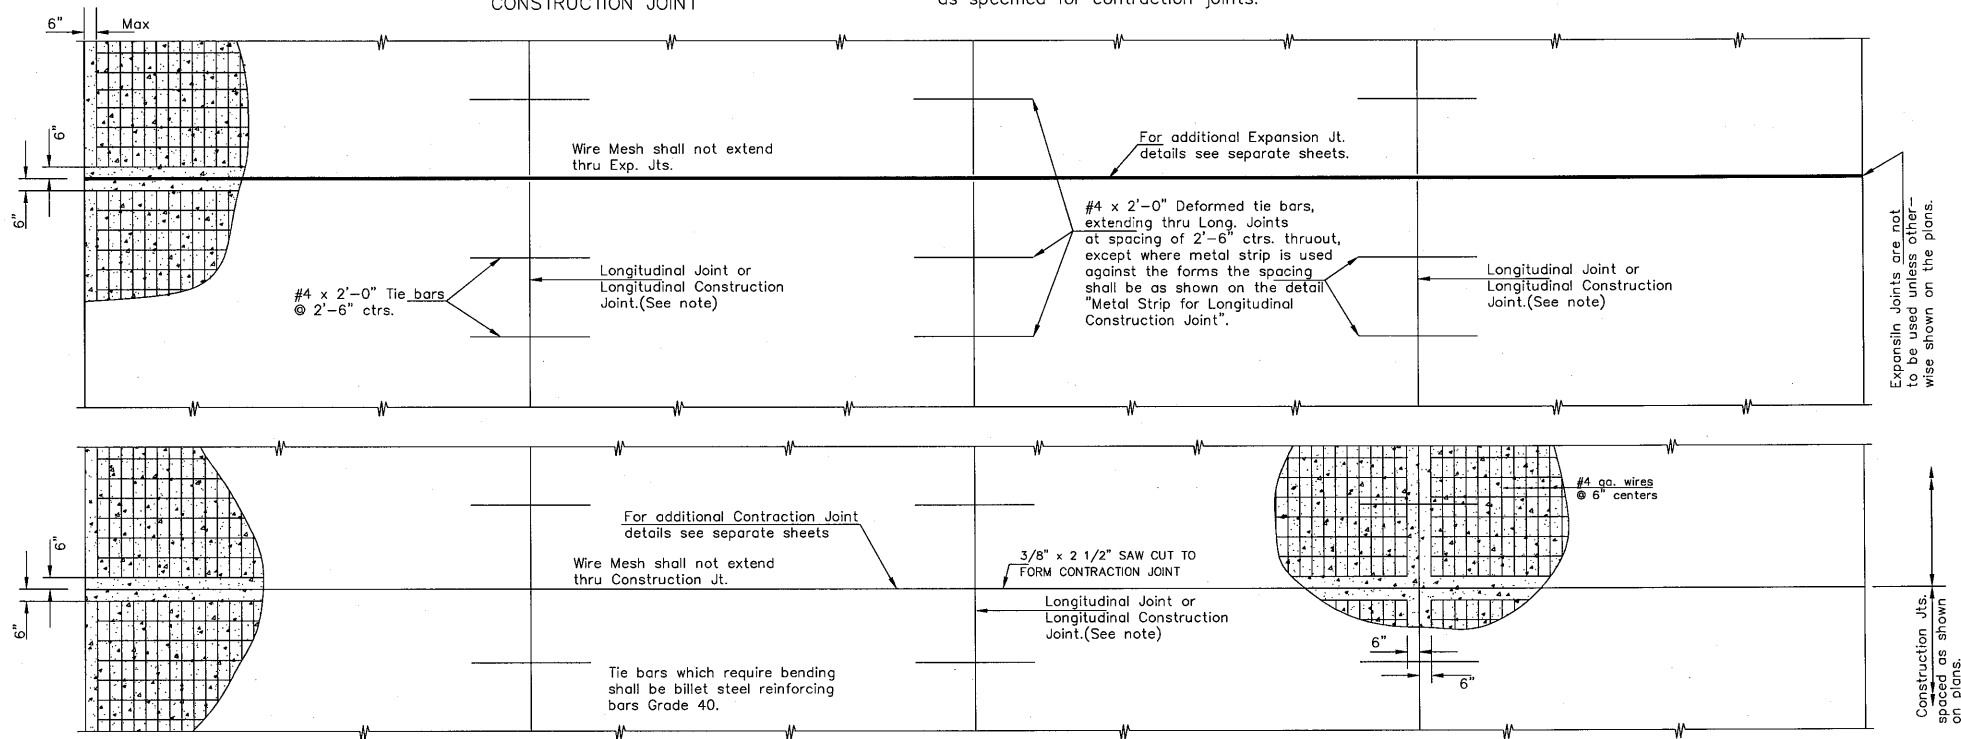 CONSTRUCTION JOINT
as specified for contraction joints.
6" Max
6"
6"
Wire Mesh shall not extend
thru Exp. Jts.
For additional Expansion Jt.
details see separate sheets.
#4 x 2'-0" Deformed tie bars,
extending thru Long. Joints
at spacing of 2'-6" ctrs. thruout,
except where metal strip is used
against the forms the spacing
shall be as shown on the detail
"Metal Strip for Longitudinal
Construction Joint".
#4 x 2'-0" Tie bars
@ 2'-6" ctrs.
Longitudinal Joint or
Longitudinal Construction
Joint.(See note)
Longitudinal Joint or
Longitudinal Construction
Joint.(See note)
Expansiln Joints are not
to be used unless other-
wise shown on the plans.
6"
6"
For additional Contraction Joint
details see separate sheets
Wire Mesh shall not extend
thru Construction Jt.
3/8" x 2 1/2" SAW CUT TO
FORM CONTRACTION JOINT
Longitudinal Joint or
Longitudinal Construction
Joint.(See note)
Tie bars which require bending
shall be billet steel reinforcing
bars Grade 40.
#4 ga. wires
@ 6" centers
6"
6"
Construction Jts.
spaced as shown
on plans.